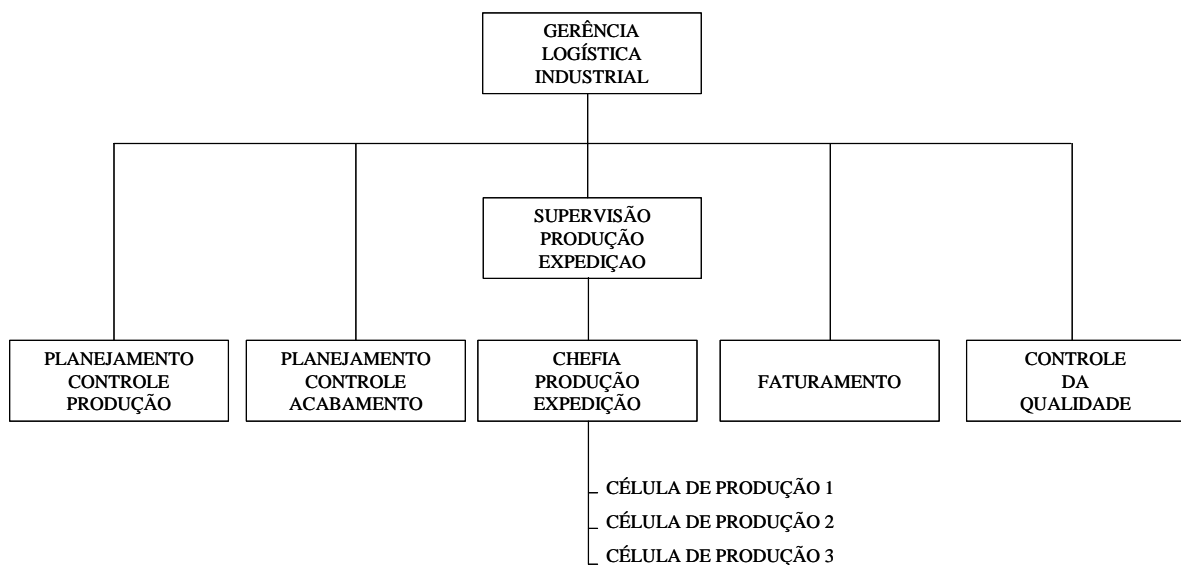 GERÊNCIA
LOGÍSTICA
INDUSTRIAL
SUPERVISÃO
PRODUÇÃO
EXPEDIÇAO
PLANEJAMENTO
CONTROLE
PRODUÇÃO
PLANEJAMENTO
CONTROLE
ACABAMENTO
CHEFIA
PRODUÇÃO
EXPEDIÇÃO
FATURAMENTO
CONTROLE
DA
QUALIDADE
CÉLULA DE PRODUÇÃO 1
CÉLULA DE PRODUÇÃO 2
CÉLULA DE PRODUÇÃO 3